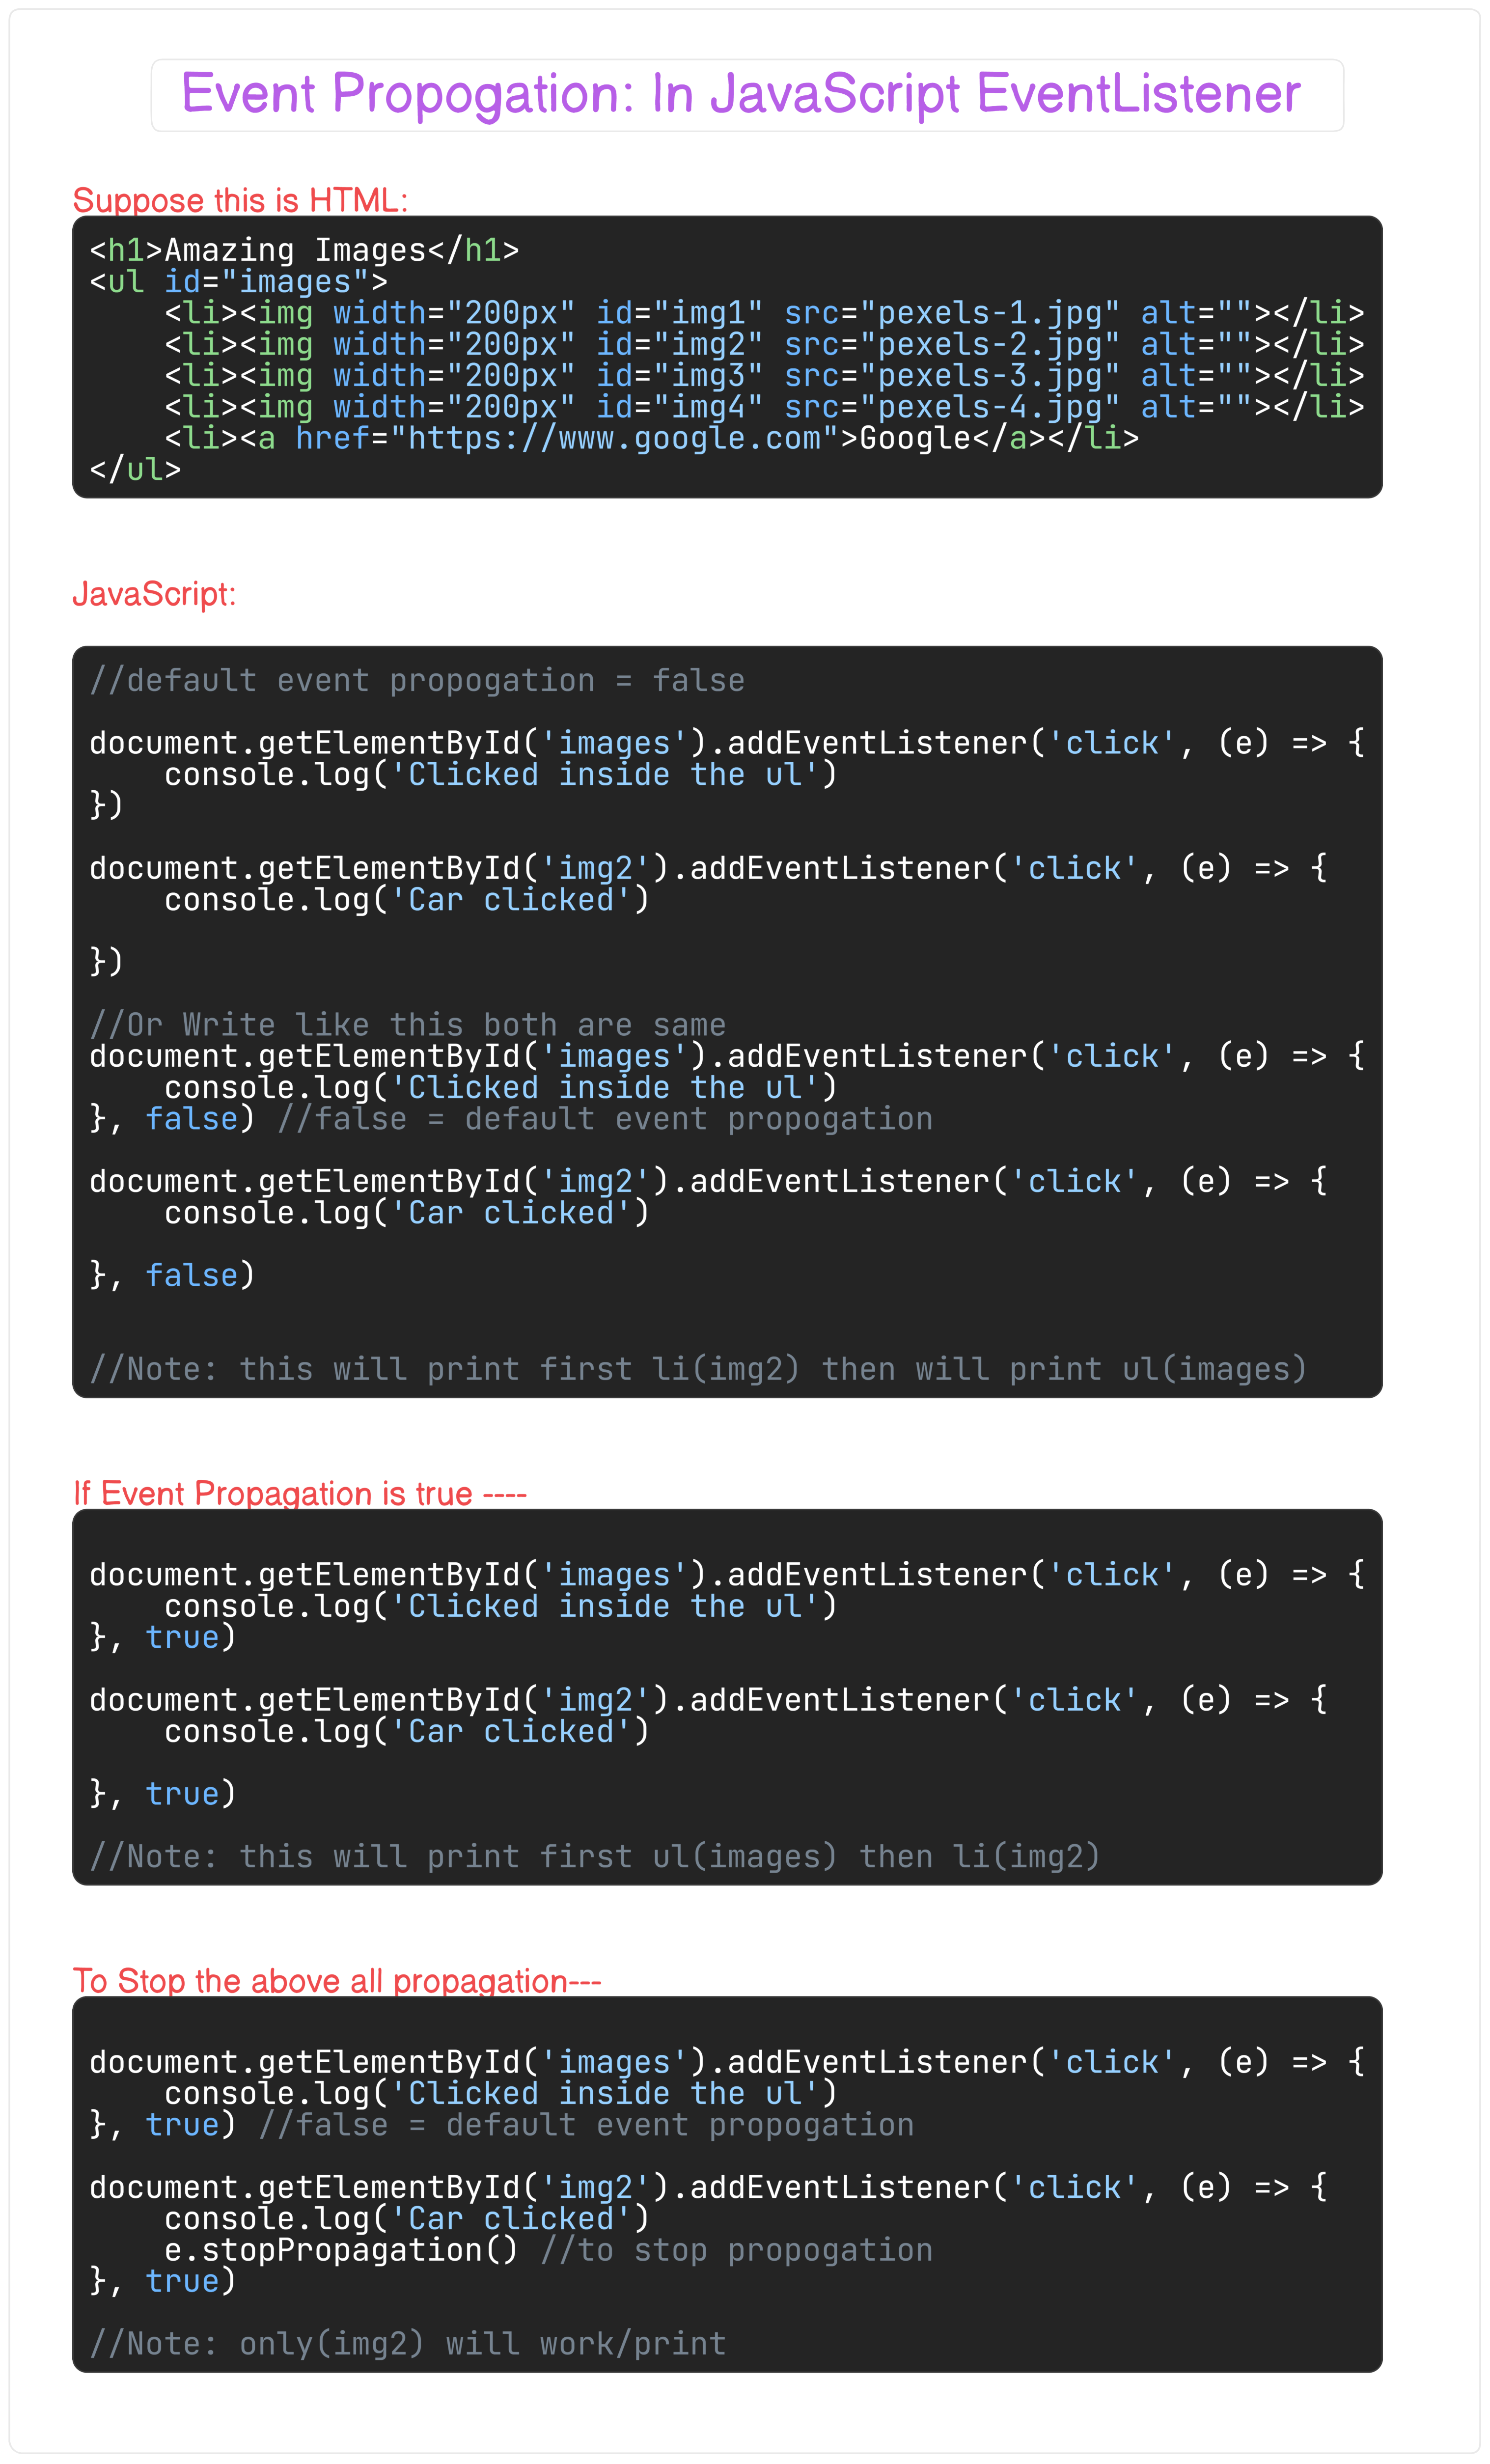 Event Propogation: In JavaScript EventListener
Suppose this is HTML:
<h1>Amazing Images</h1>
<ul id="images">
    <li><img width="200px" id="img1" src="pexels-1.jpg" alt=""></li>
    <li><img width="200px" id="img2" src="pexels-2.jpg" alt=""></li>
    <li><img width="200px" id="img3" src="pexels-3.jpg" alt=""></li>
    <li><img width="200px" id="img4" src="pexels-4.jpg" alt=""></li>
    <li><a href="https://www.google.com">Google</a></li>
</ul>
JavaScript:
//default event propogation = false
document.getElementById('images').addEventListener('click', (e) => {
    console.log('Clicked inside the ul')
})
document.getElementById('img2').addEventListener('click', (e) => {
    console.log('Car clicked')
})
//Or Write like this both are same
document.getElementById('images').addEventListener('click', (e) => {
    console.log('Clicked inside the ul')
}, false) //false = default event propogation
document.getElementById('img2').addEventListener('click', (e) => {
    console.log('Car clicked')
}, false)
//Note: this will print first li(img2) then will print ul(images)
If Event Propagation is true ----
document.getElementById('images').addEventListener('click', (e) => {
    console.log('Clicked inside the ul')
}, true)
document.getElementById('img2').addEventListener('click', (e) => {
    console.log('Car clicked')
}, true)
//Note: this will print first ul(images) then li(img2)
To Stop the above all propagation---
document.getElementById('images').addEventListener('click', (e) => {
    console.log('Clicked inside the ul')
}, true) //false = default event propogation
document.getElementById('img2').addEventListener('click', (e) => {
    console.log('Car clicked')
    e.stopPropagation() //to stop propogation
}, true)
//Note: only(img2) will work/print